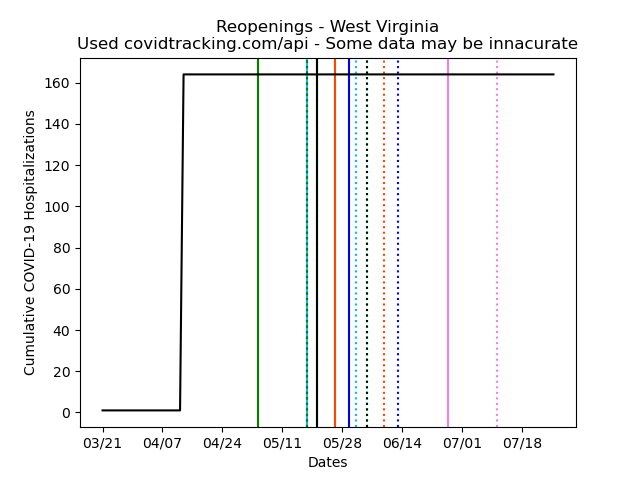 Reopenings - West Virginia
Used covidtracking.com/api - Some data may be innacurate
Cumulative COVID-19 Hospitalizations
160
140
120
100
80
60
40
20
0
03/21 04/07 04/24 05/11 05/28 06/14 07/01 07/18
Dates